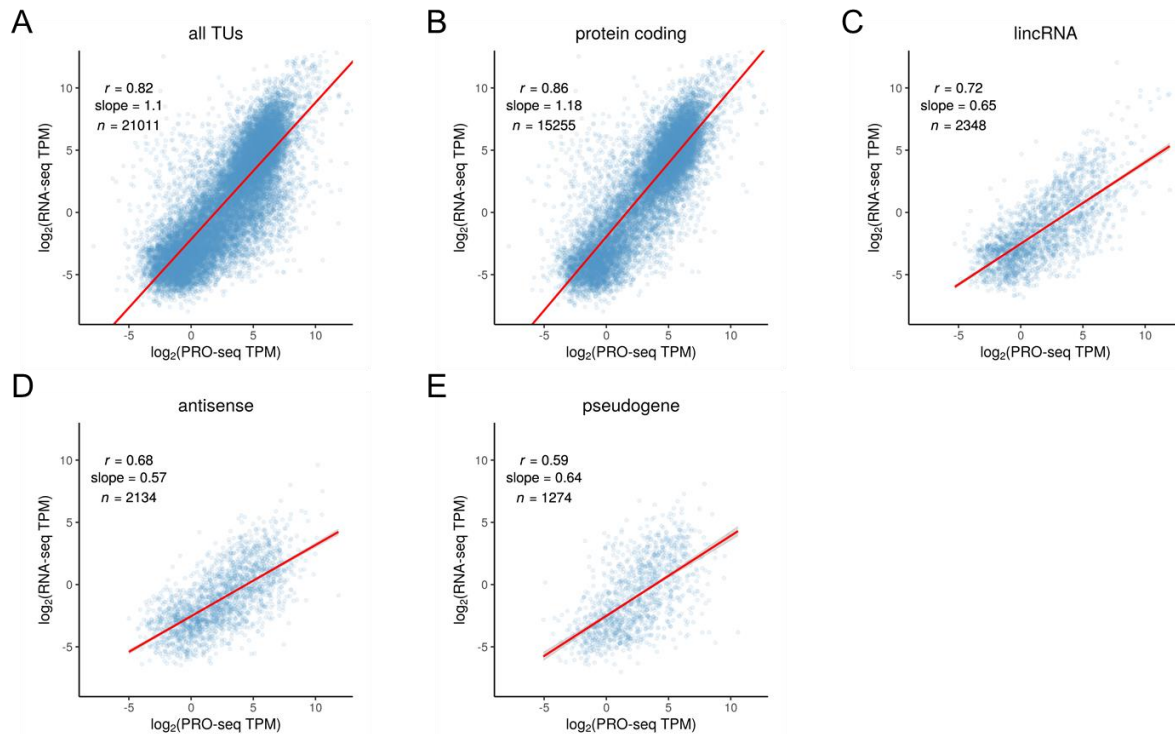 A
all TUs
r = 0.82
slope = 1.1
n = 21011
10
5
0
-5
log2(RNA-seq TPM)
-5 0 5 10
log2(PRO-seq TPM)
B
protein coding
r = 0.86
slope = 1.18
n = 15255
10
5
0
-5
log2(RNA-seq TPM)
-5 0 5 10
log2(PRO-seq TPM)
C
lincRNA
r = 0.72
slope = 0.65
n = 2348
10
5
0
-5
log2(RNA-seq TPM)
-5 0 5 10
log2(PRO-seq TPM)
D
antisense
r = 0.68
slope = 0.57
n = 2134
10
5
0
-5
log2(RNA-seq TPM)
-5 0 5 10
log2(PRO-seq TPM)
E
pseudogene
r = 0.59
slope = 0.64
n = 1274
10
5
0
-5
log2(RNA-seq TPM)
-5 0 5 10
log2(PRO-seq TPM)